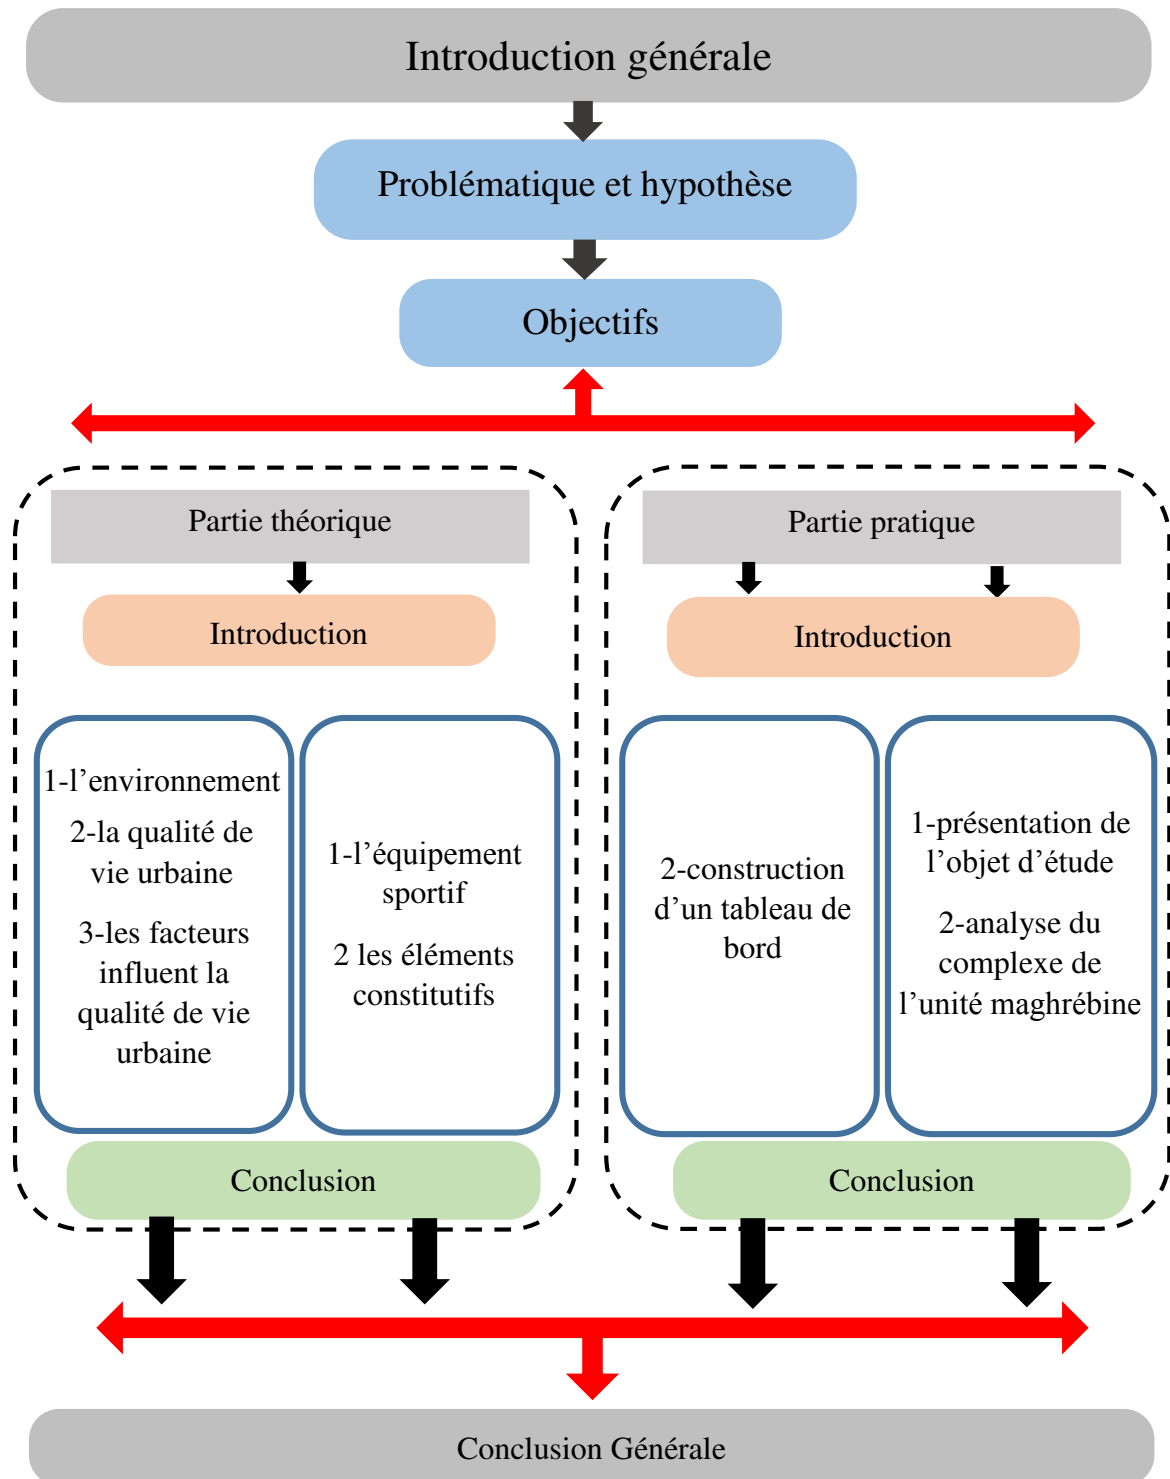 Introduction générale
Problématique et hypothèse
Objectifs
Partie théorique
Introduction
1-l’environnement
2-la qualité de
vie urbaine
3-les facteurs
influent la
qualité de vie
urbaine
1-l’équipement
sportif
2 les éléments
constitutifs
Conclusion
Partie pratique
Introduction
2-construction
d’un tableau de
bord
1-présentation de
l’objet d’étude
2-analyse du
complexe de
l’unité maghrébine
Conclusion
Conclusion Générale